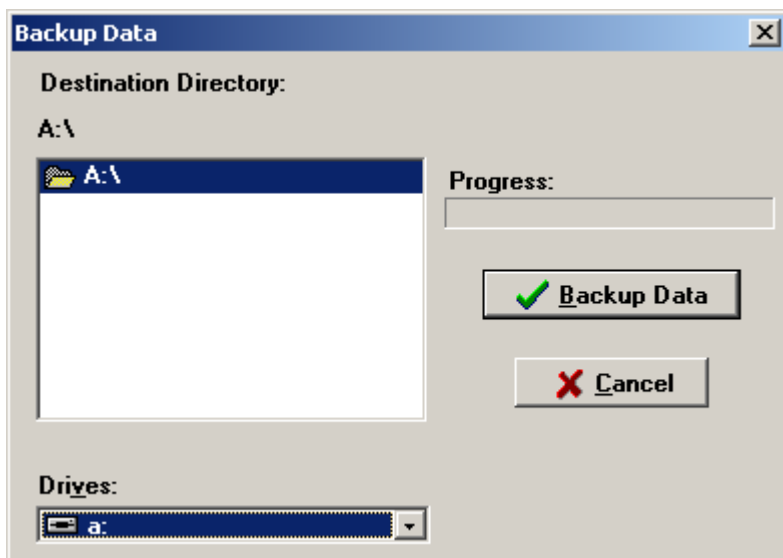 Backup Data
Destination Directory:
A:\
A:\
Progress:
Backup Data
Cancel
Drives:
a: